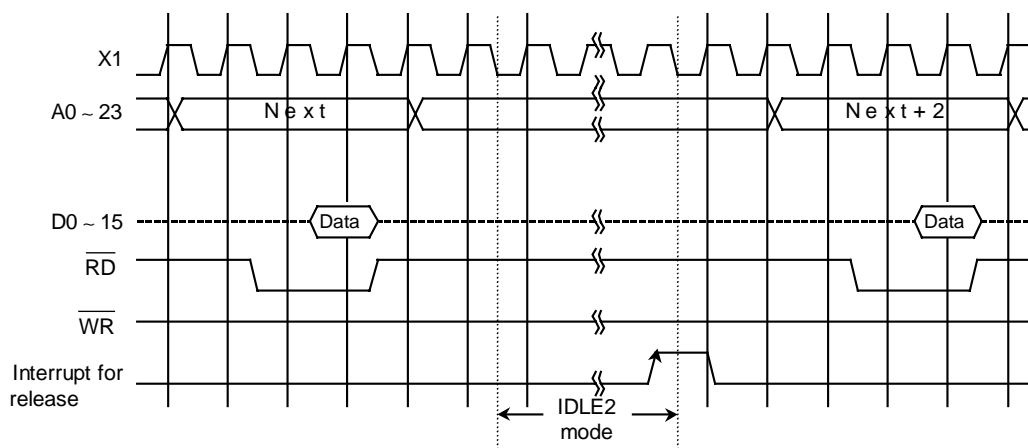 X1
A0 ~ 23
Next
Next + 2
D0 ~ 15
Data
Data
RD
WR
Interrupt for
release
IDLE2
mode